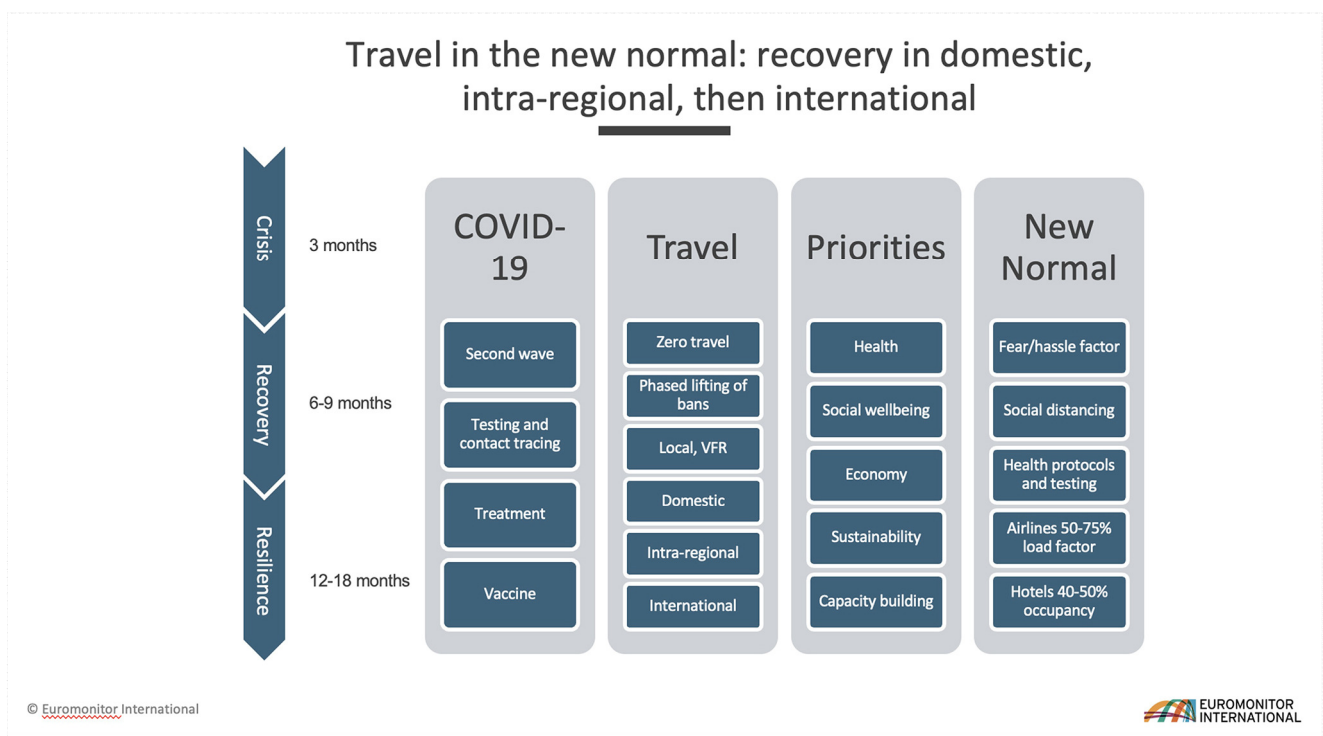 Travel in the new normal: recovery in domestic,
intra-regional, then international
Crisis
3 months
Recovery
6-9 months
Resilience
12-18 months
COVID-
19
Second wave
Testing and
contact tracing
Treatment
Vaccine
Travel
Zero travel
Phased lifting of
bans
Local, VFR
Domestic
Intra-regional
International
Priorities
Health
Social wellbeing
Economy
Sustainability
Capacity building
New
Normal
Fear/hassle factor
Social distancing
Health protocols
and testing
Airlines 50-75%
load factor
Hotels 40-50%
occupancy
© Euromonitor International
EUROMONITOR
INTERNATIONAL